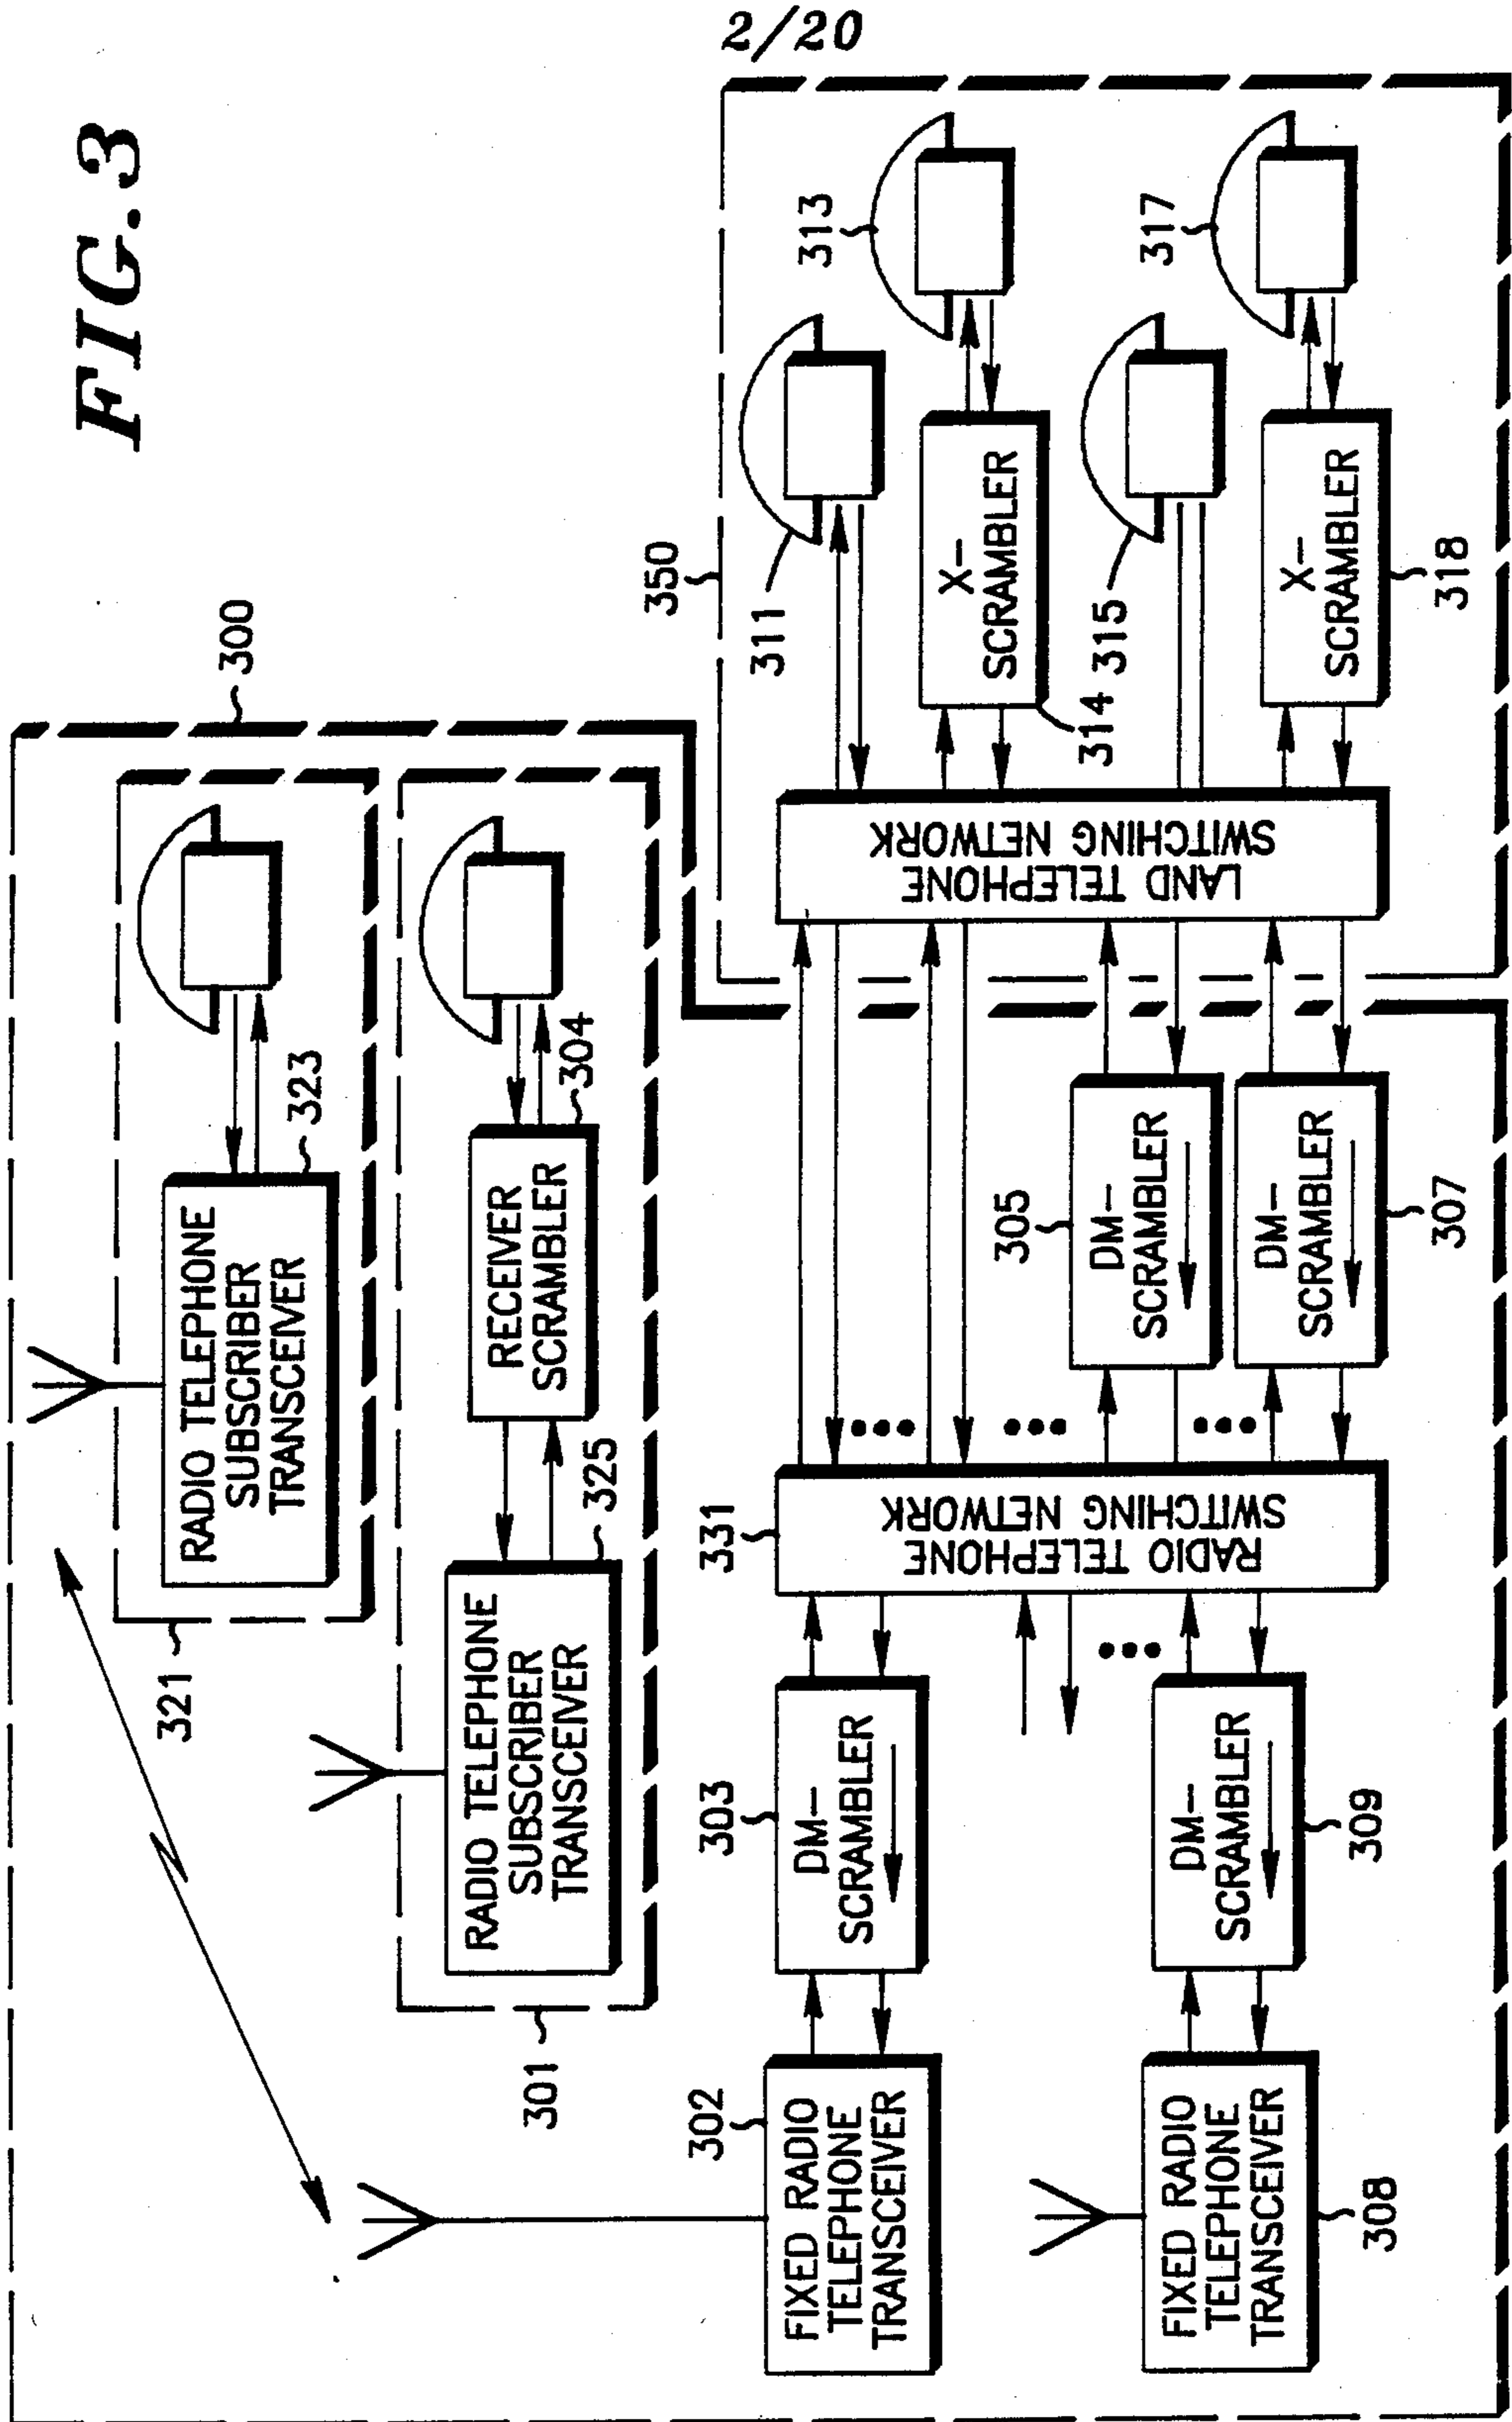 2/20
FIG. 3
300
321
RADIO TELEPHONE
SUBSCRIBER
TRANSCEIVER
323
301
RADIO TELEPHONE
SUBSCRIBER
TRANSCEIVER
325
RECEIVER
SCRAMBLER
304
302
FIXED RADIO
TELEPHONE
TRANSCEIVER
303
DM-
SCRAMBLER
331
RADIO TELEPHONE
SWITCHING NETWORK
305
DM-
SCRAMBLER
DM-
SCRAMBLER
307
FIXED RADIO
TELEPHONE
TRANSCEIVER
308
DM-
SCRAMBLER
309
350
LAND TELEPHONE
SWITCHING NETWORK
311
313
X-
SCRAMBLER
314
315
317
X-
SCRAMBLER
318